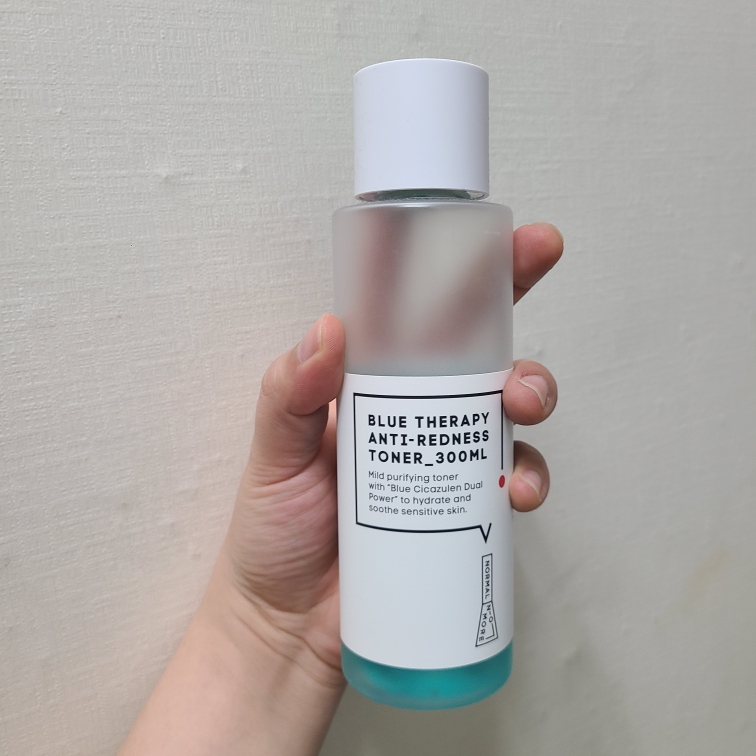 BLUE THERAPY
ANTI-REDNESS
TONER_300ML
Mild purifying toner
with "Blue Cicazulen Dual
Power" to hydrate and
soothe sensitive skin.
NORMAL NO MORE